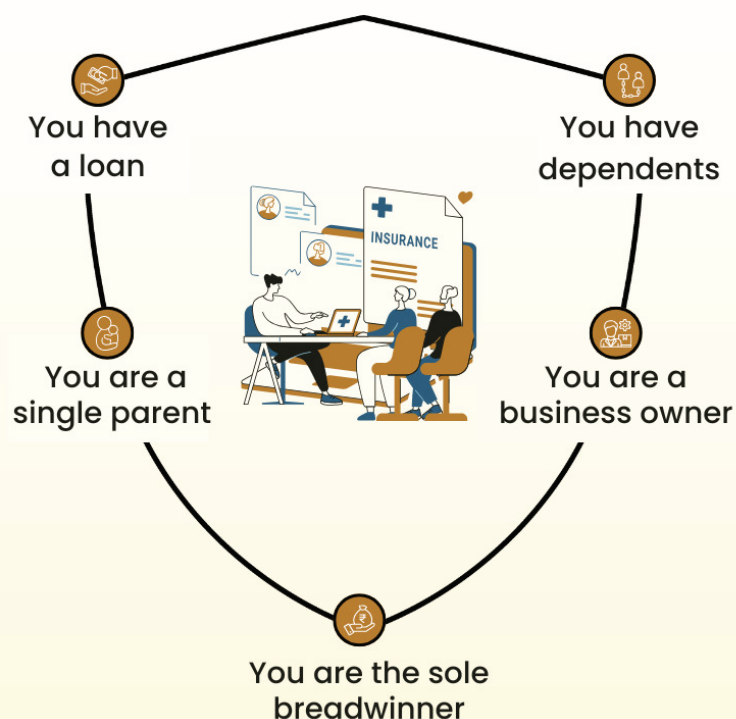 You have
a loan
You have
dependents
INSURANCE
You are a
single parent
You are a
business owner
You are the sole
breadwinner